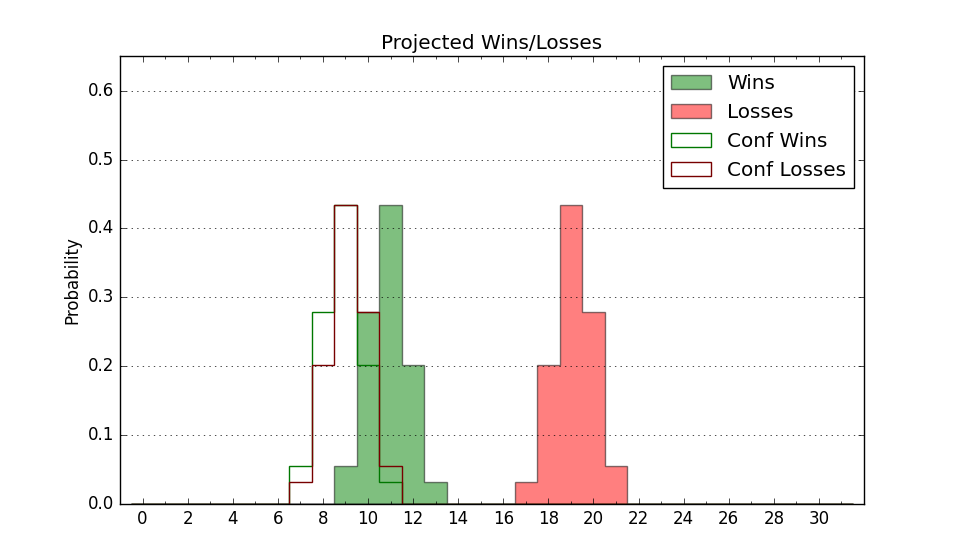 Projected Wins/Losses
Wins
Losses
Conf Wins
Conf Losses
Probability
0.6
0.5
0.4
0.3
0.2
0.1
0.0
0 2 4 6 8 10 12 14 16 18 20 22 24 26 28 30